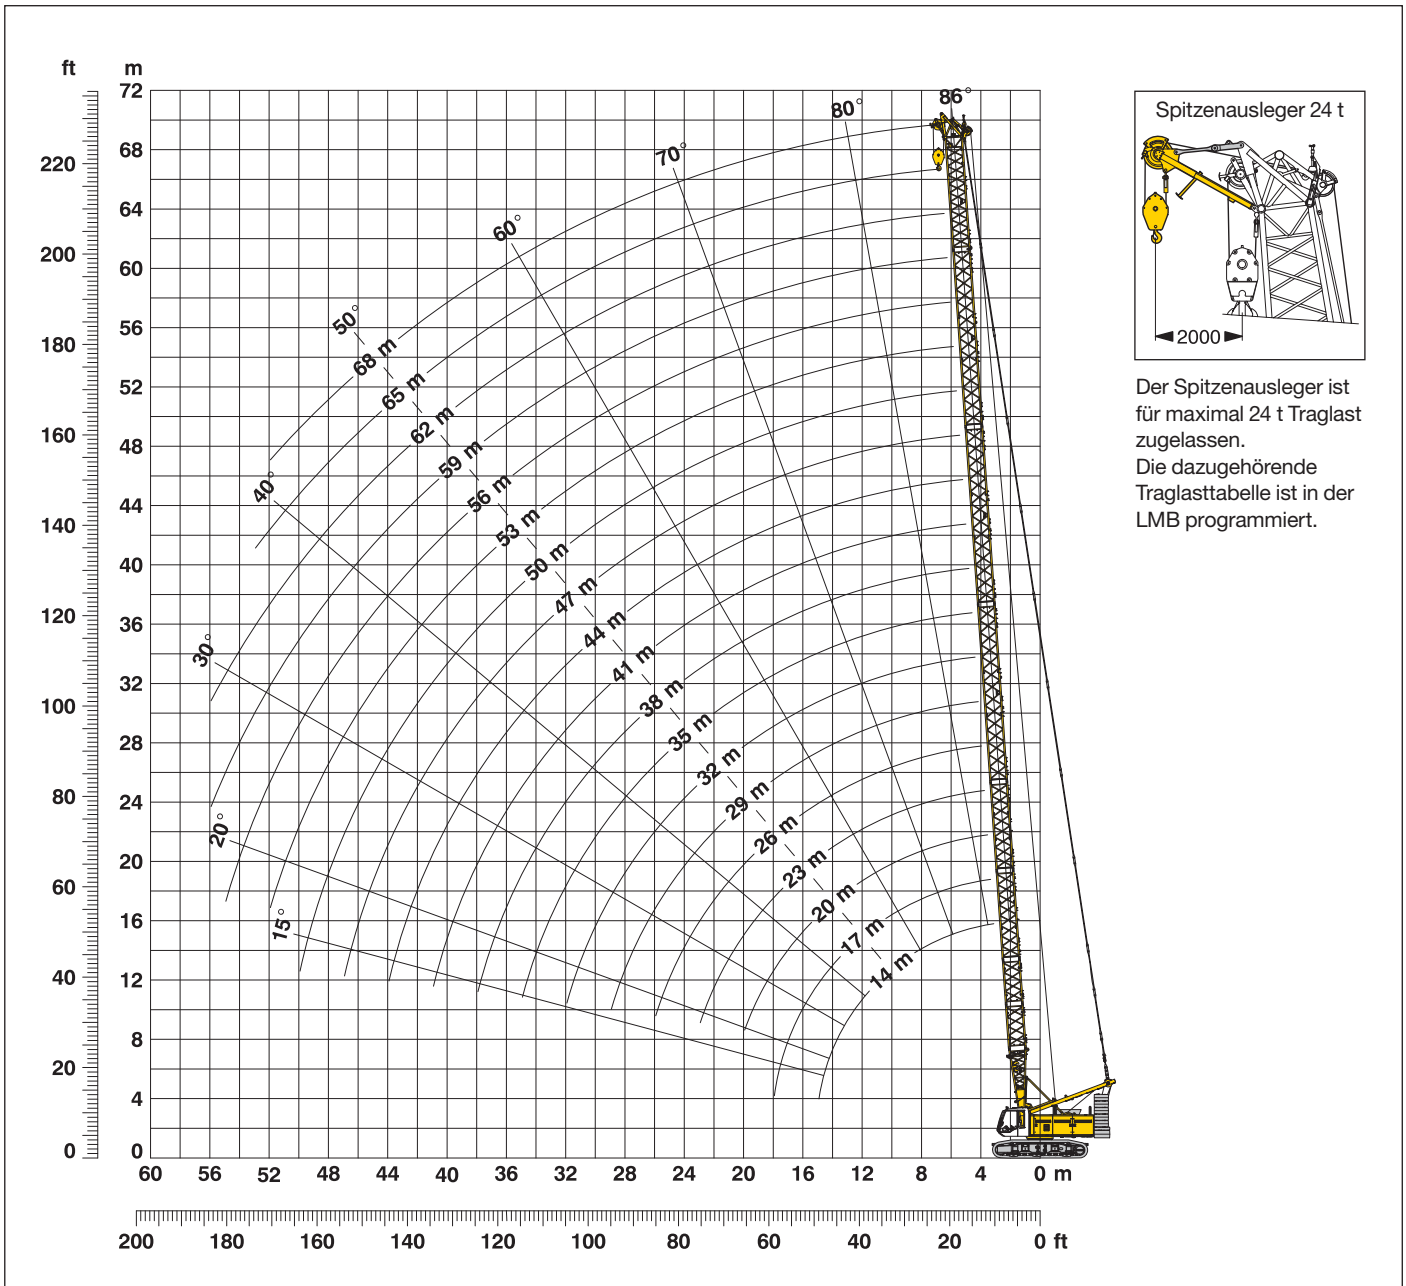 ft
m
72
68
64
60
56
52
48
44
40
36
32
28
24
20
16
12
8
4
0
220
200
180
160
140
120
100
80
60
40
20
0
86°
80°
70°
60°
50°
40°
30°
20°
15°
68 m
65 m
62 m
59 m
56 m
53 m
50 m
47 m
44 m
41 m
38 m
35 m
32 m
29 m
26 m
23 m
20 m
17 m
14 m
60 56 52 48 44 40 36 32 28 24 20 16 12 8 4 0 m
200 180 160 140 120 100 80 60 40 20 0 ft
Spitzenausleger 24 t
2000
Der Spitzenausleger ist
für maximal 24 t Traglast
zugelassen.
Die dazugehörende
Traglasttabelle ist in der
LMB programmiert.